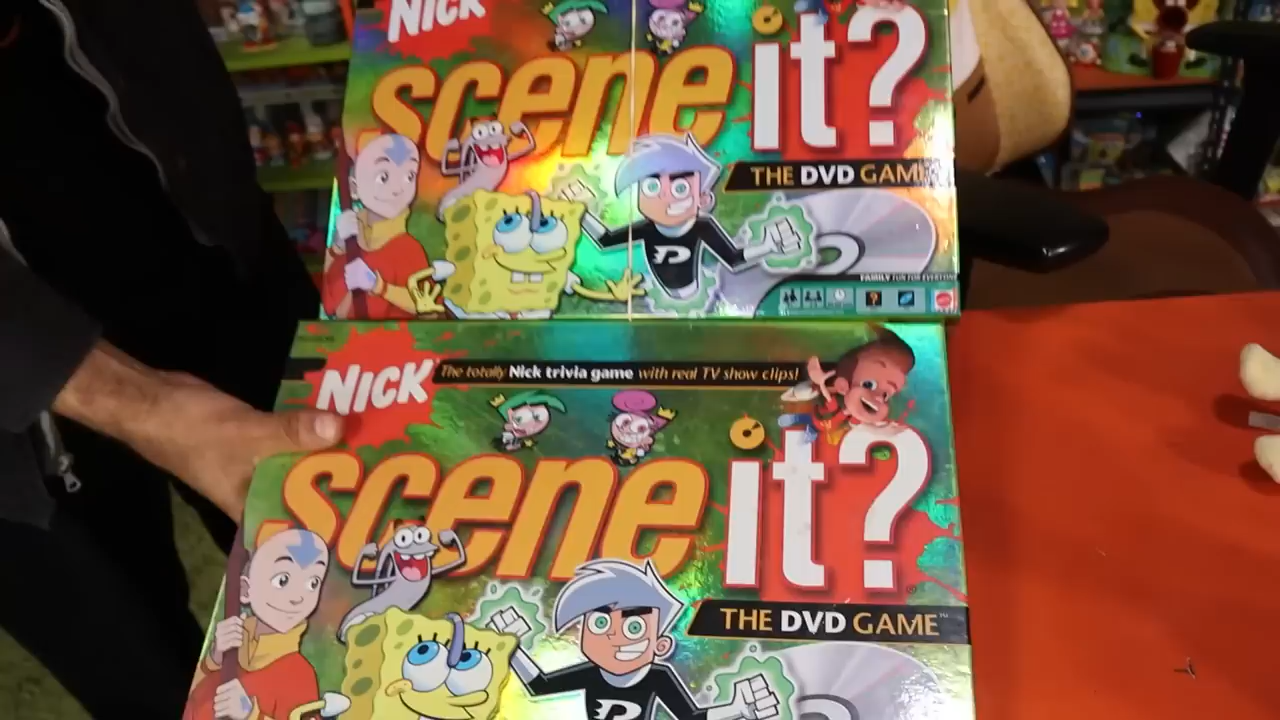 NICK
scene it?
THE DVD GAME
FAMILY FUN FOR EVERYONE
NICK
The totally Nick trivia game with real TV show clips!
scene it?
THE DVD GAME™